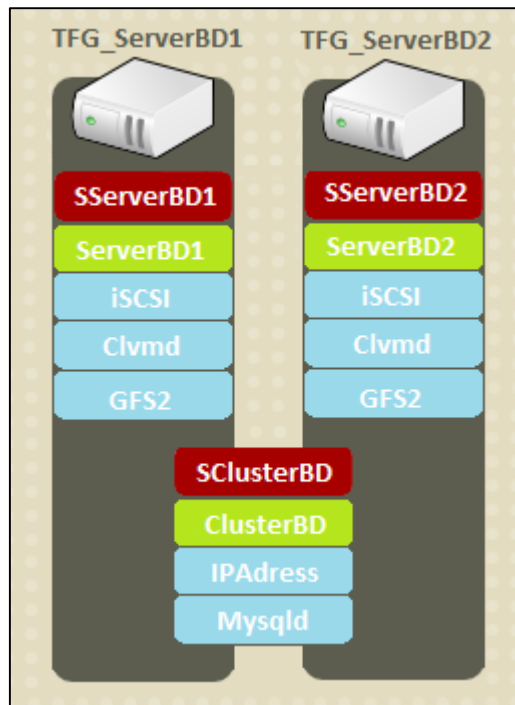 TFG_ServerBD1
TFG_ServerBD2
SServerBD1
SServerBD2
ServerBD1
ServerBD2
iSCSI
iSCSI
Clvmd
Clvmd
GFS2
GFS2
SClusterBD
ClusterBD
IPAdress
Mysqld